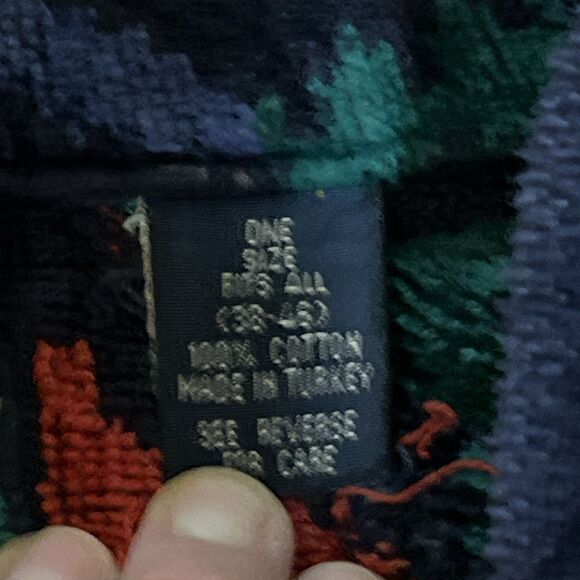 ONE
SIZE
FITS ALL
(38-48)
100% COTTON
MADE IN TURKEY
SEE REVERSE
FOR CARE